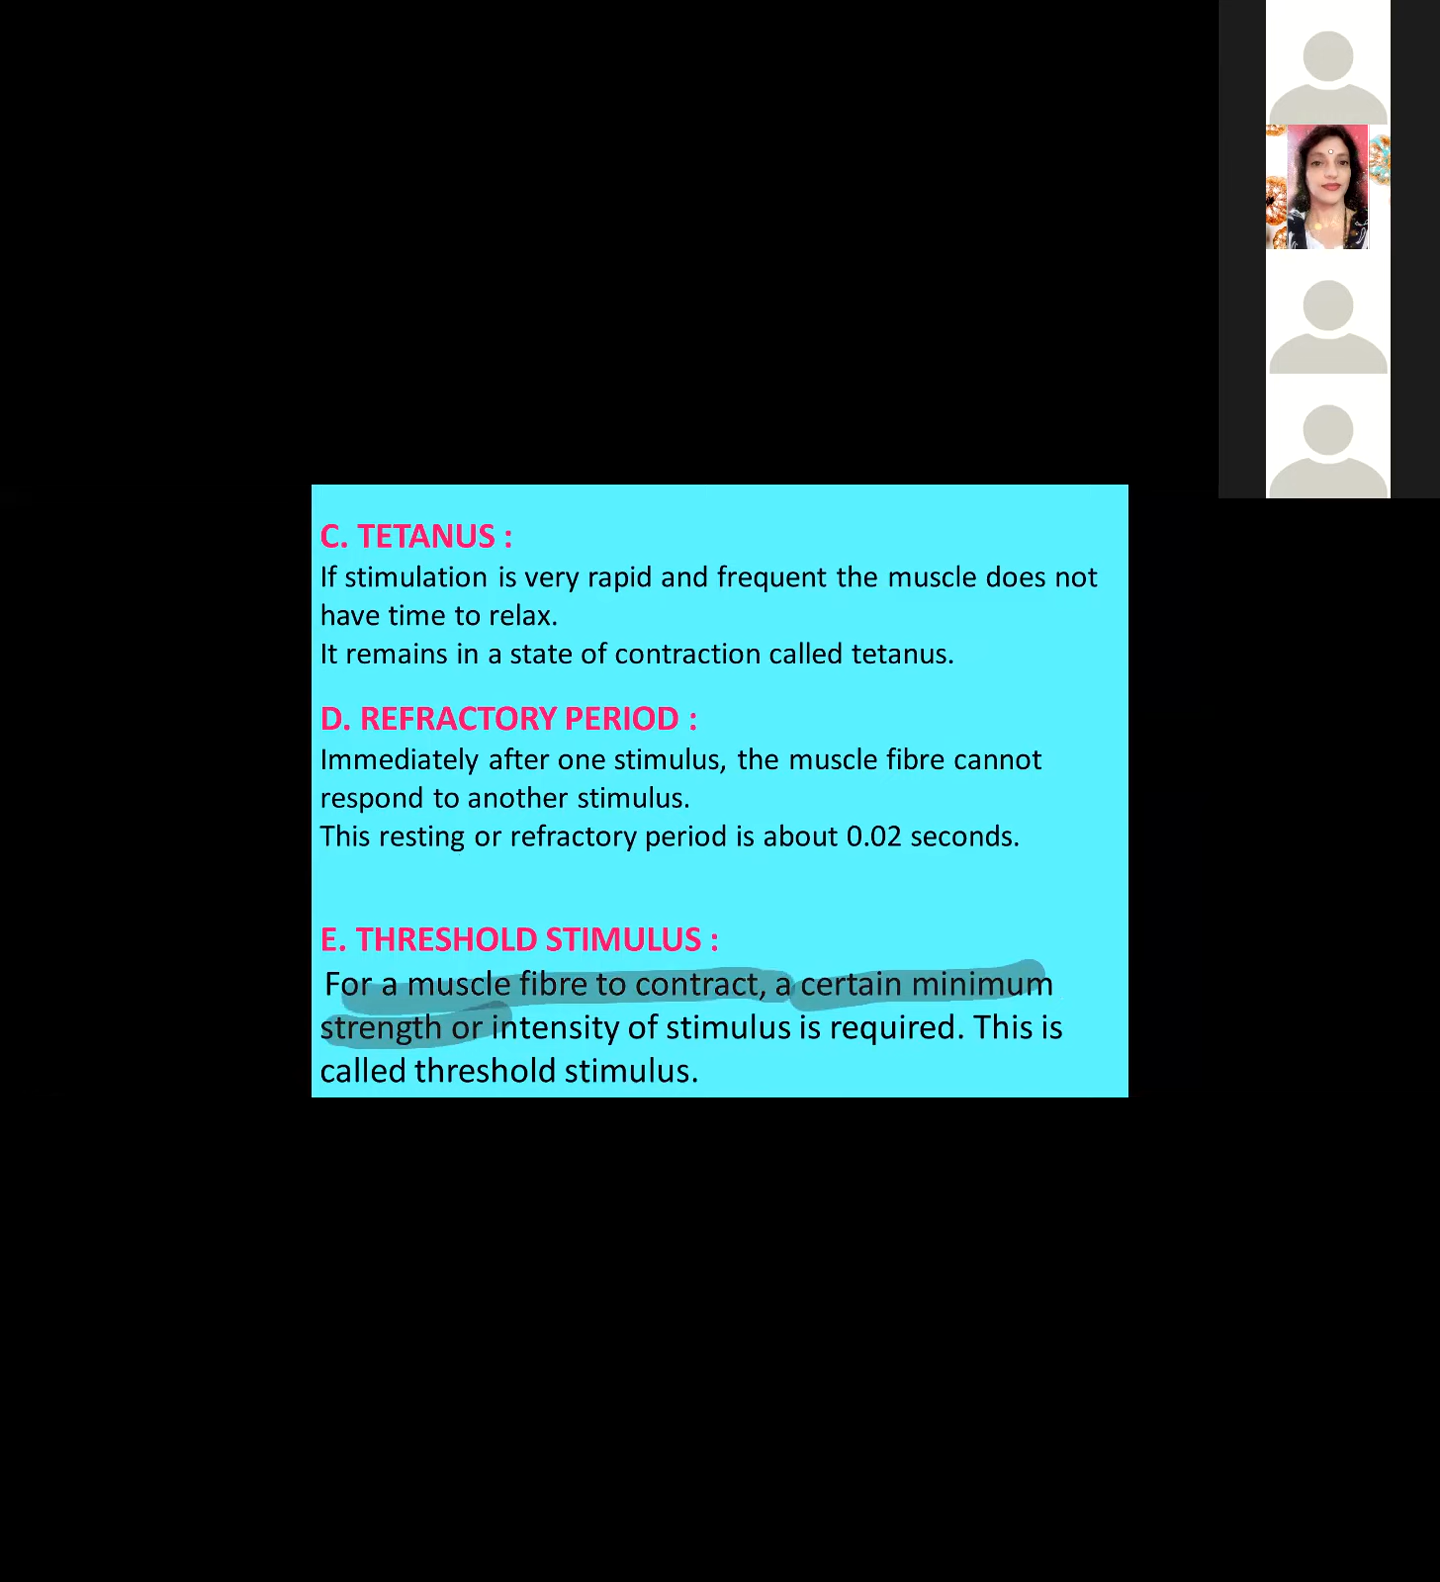 C. TETANUS :
If stimulation is very rapid and frequent the muscle does not
have time to relax.
It remains in a state of contraction called tetanus.
D. REFRACTORY PERIOD :
Immediately after one stimulus, the muscle fibre cannot
respond to another stimulus.
This resting or refractory period is about 0.02 seconds.
E. THRESHOLD STIMULUS :
For a muscle fibre to contract, a certain minimum
strength or intensity of stimulus is required. This is
called threshold stimulus.